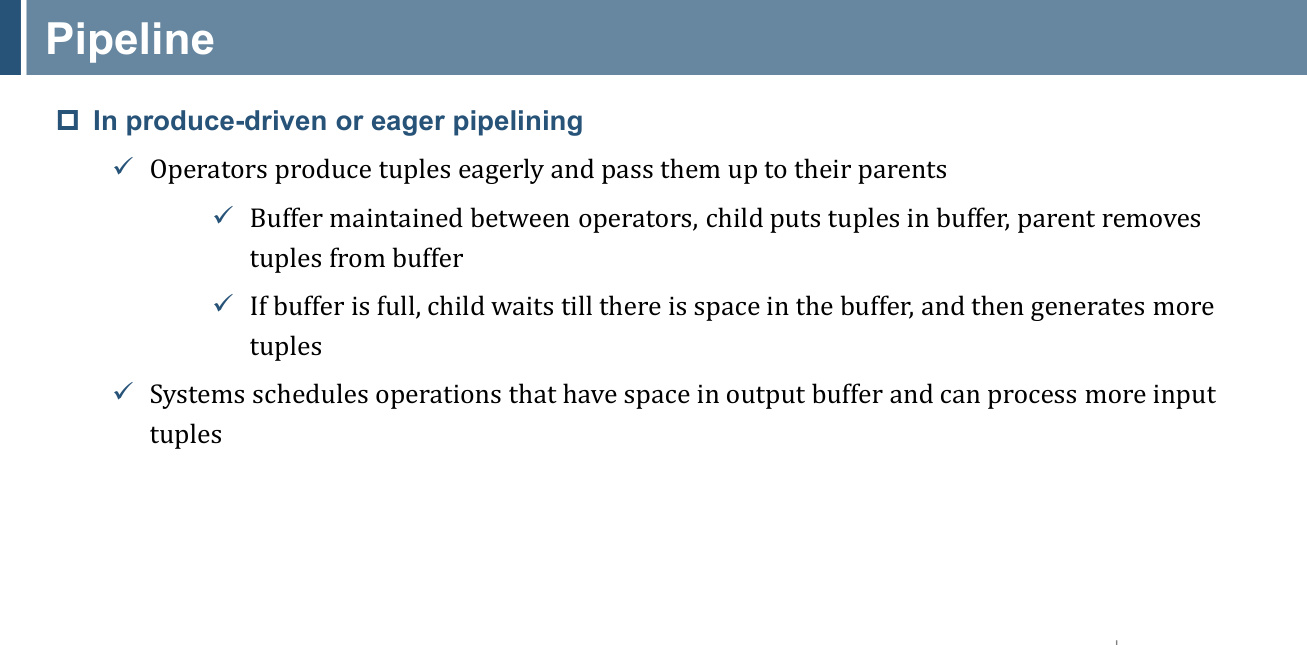 Pipeline
In produce-driven or eager pipelining
Operators produce tuples eagerly and pass them up to their parents
Buffer maintained between operators, child puts tuples in buffer, parent removes
tuples from buffer
If buffer is full, child waits till there is space in the buffer, and then generates more
tuples
Systems schedules operations that have space in output buffer and can process more input
tuples